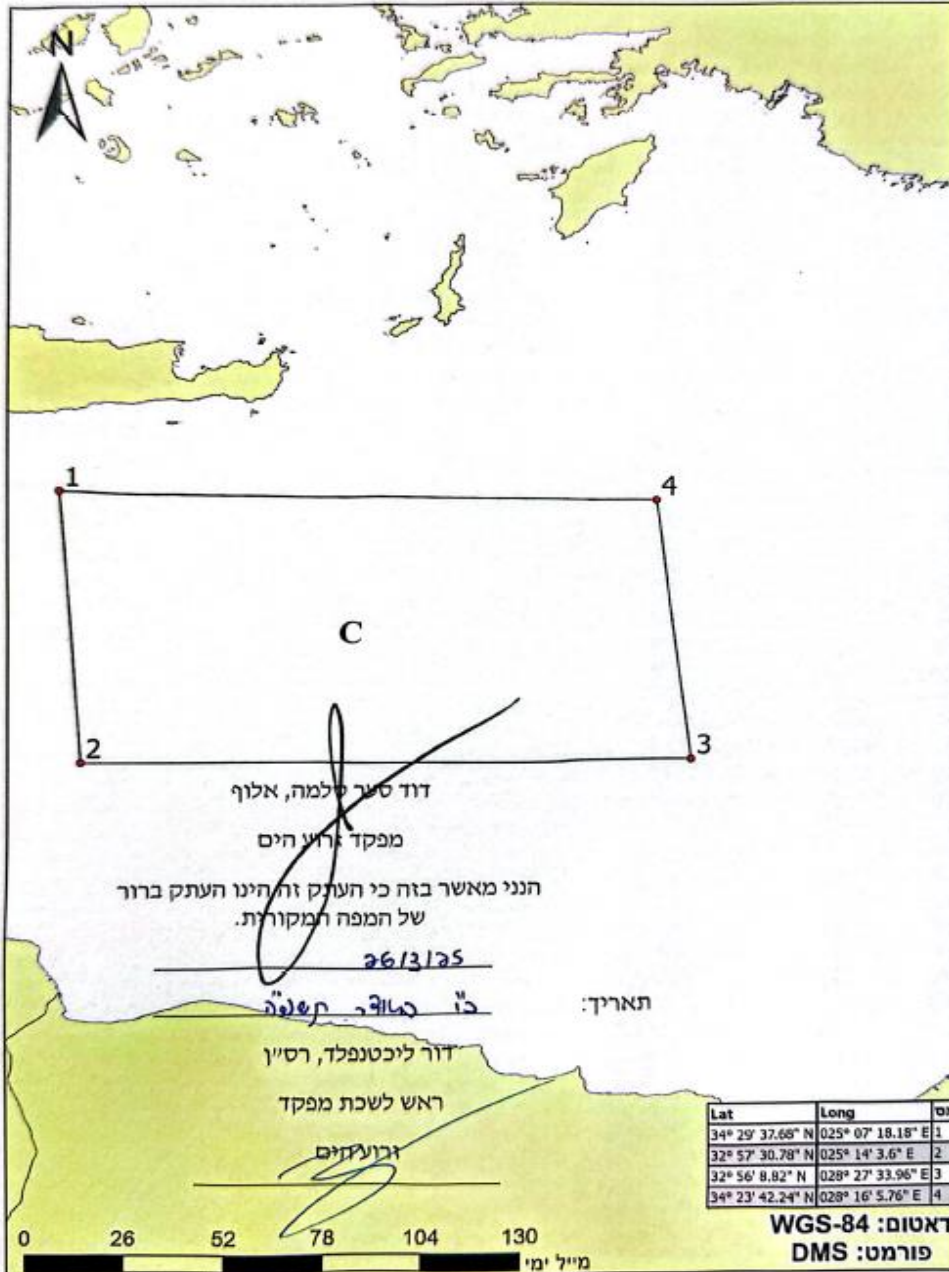 N
1
4
C
2
3
דוד סער סלמה, אלוף
מפקד זרוע הים
הנני מאשר בזה כי העתק זה הינו העתק ברור
של המפה המקורית.
26/3/25
תאריך: כ"ו באדר תשפ"ה
דור ליכטנפלד, רס"ן
ראש לשכת מפקד
זרוע הים
Lat Long מס
34° 29' 37.68" N 025° 07' 18.18" E 1
32° 57' 30.78" N 025° 14' 3.6" E 2
32° 56' 8.82" N 028° 27' 33.96" E 3
34° 23' 42.24" N 028° 16' 5.76" E 4
דאטום: WGS-84
פורמט: DMS
0 26 52 78 104 130
מייל ימי